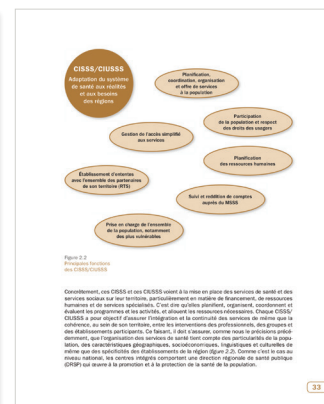 CISSS/CIUSSS
Adaptation du système
de santé aux réalités
et aux besoins
des régions
Planification,
coordination, organisation
et offre de services
à la population
Participation
de la population et respect
des droits des usagers
Gestion de l'accès simplifié
aux services
Planification
des ressources humaines
Établissement d'ententes
avec l'ensemble des partenaires
de son territoire (RTS)
Suivi et reddition de comptes
auprès du MSSS
Prise en charge de l'ensemble
de la population, notamment
des plus vulnérables
Figure 2.2
Principales fonctions
des CISSS/CIUSSS
Concrètement, ces CISSS et ces CIUSSS voient à la mise en place des services de santé et des
services sociaux sur leur territoire, particulièrement en matière de financement, de ressources
humaines et de services spécialisés. C'est dire qu'elles planifient, organisent, coordonnent et
évaluent les programmes et les activités, et allouent les ressources nécessaires. Chaque CISSS/
CIUSSS a pour objectif d'assurer l'intégration et la continuité des services de même que la
cohérence, au sein de son territoire, entre les interventions des professionnels, des groupes et
des établissements participants. Ce faisant, il doit s'assurer, comme nous le précisions précé-
demment, que l'organisation des services de santé tient compte des particularités de la popu-
lation, des caractéristiques géographiques, socioéconomiques, linguistiques et culturelles de
même que des spécificités des établissements de la région (figure 2.2). Comme c'est le cas au
niveau national, les centres intégrés comportent une direction régionale de santé publique
(DRSP) qui œuvre à la promotion et à la protection de la santé de la population.
33